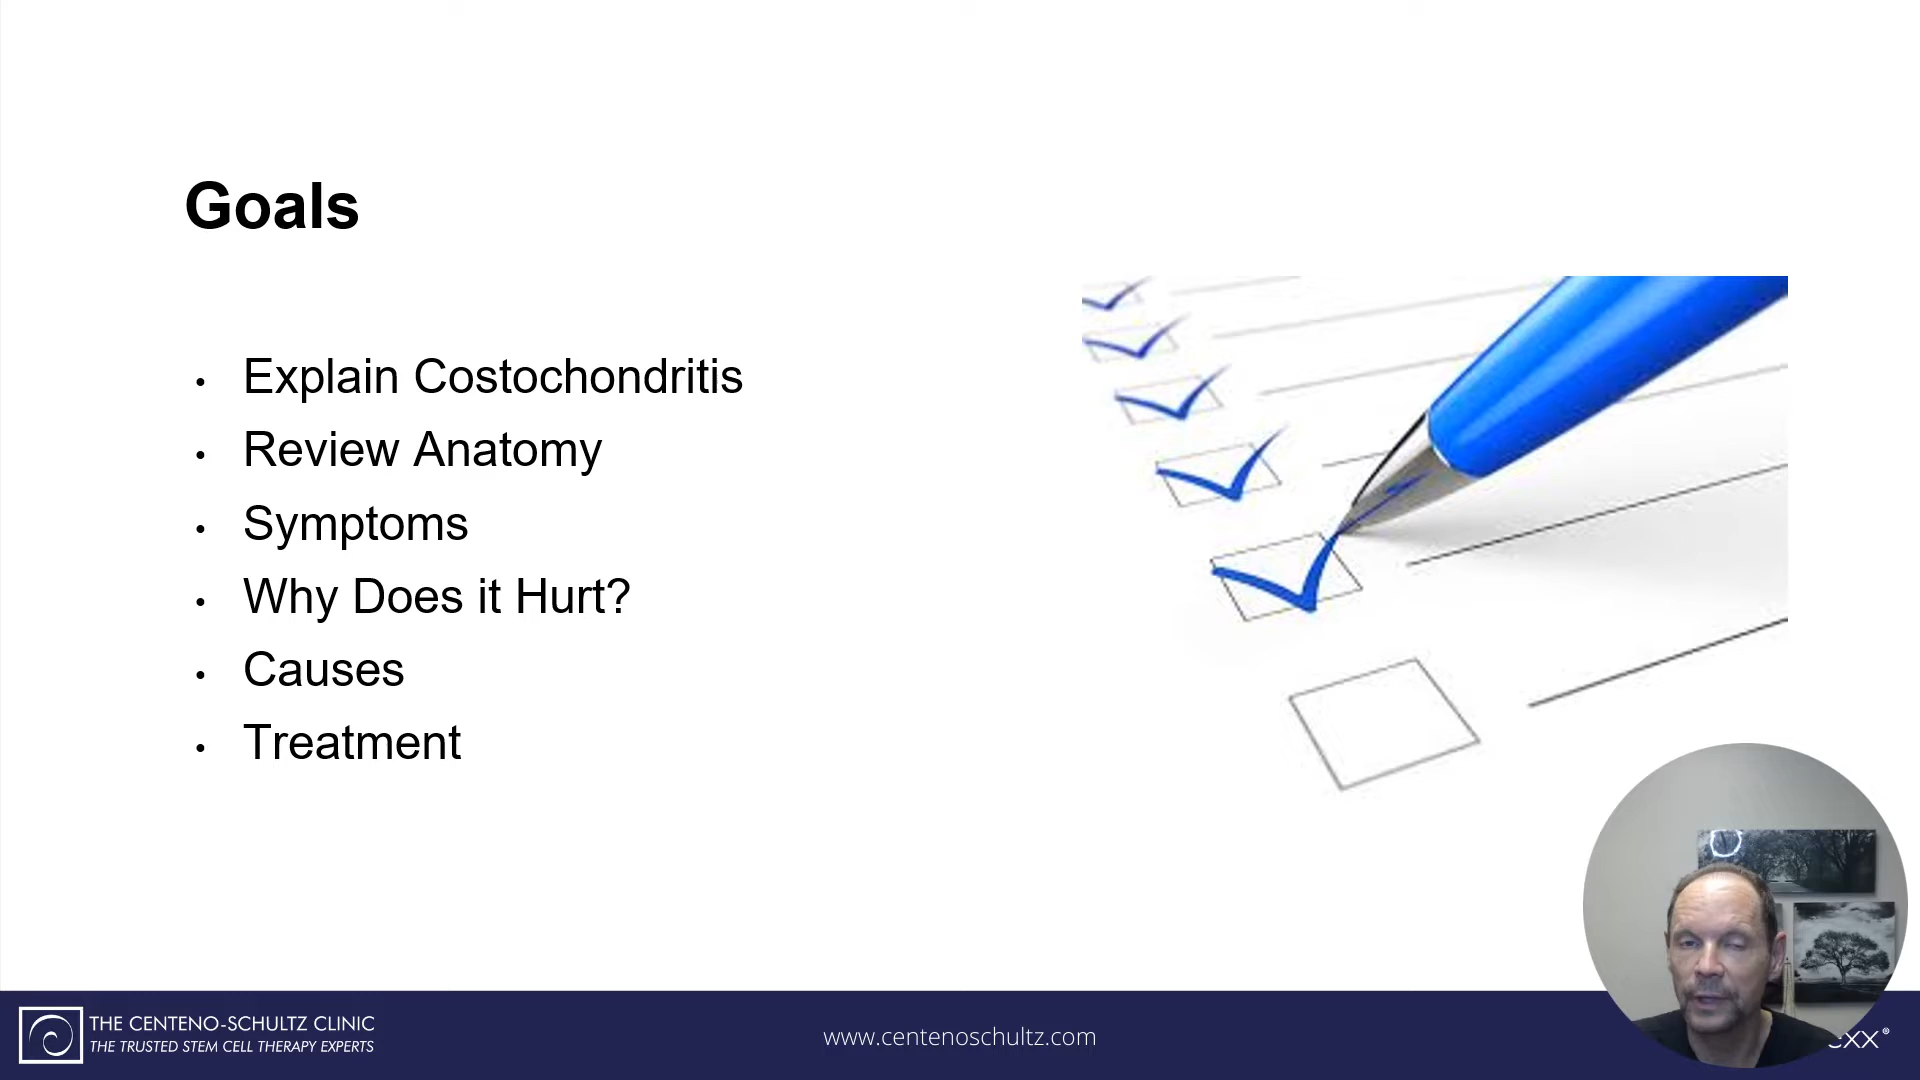 Goals
• Explain Costochondritis
• Review Anatomy
• Symptoms
• Why Does it Hurt?
• Causes
• Treatment
THE CENTENO-SCHULTZ CLINIC
THE TRUSTED STEM CELL THERAPY EXPERTS
www.centenoschultz.com